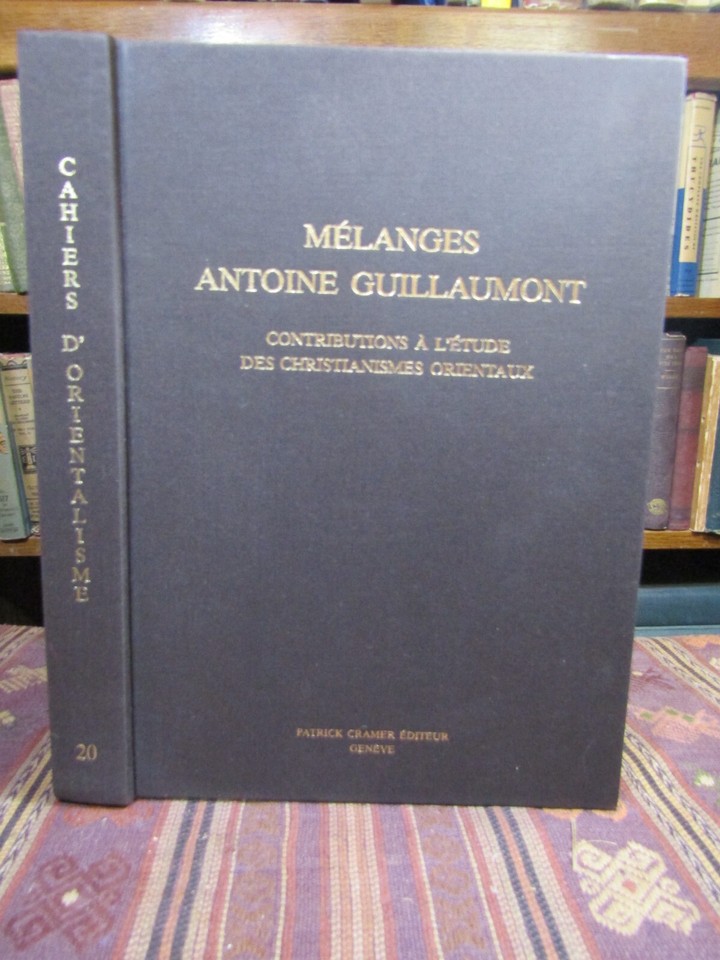 CAHIERS D'ORIENTALISME
20
MÉLANGES
ANTOINE GUILLAUMONT
CONTRIBUTIONS À L'ÉTUDE
DES CHRISTIANISMES ORIENTAUX
PATRICK CRAMER ÉDITEUR
GENÈVE